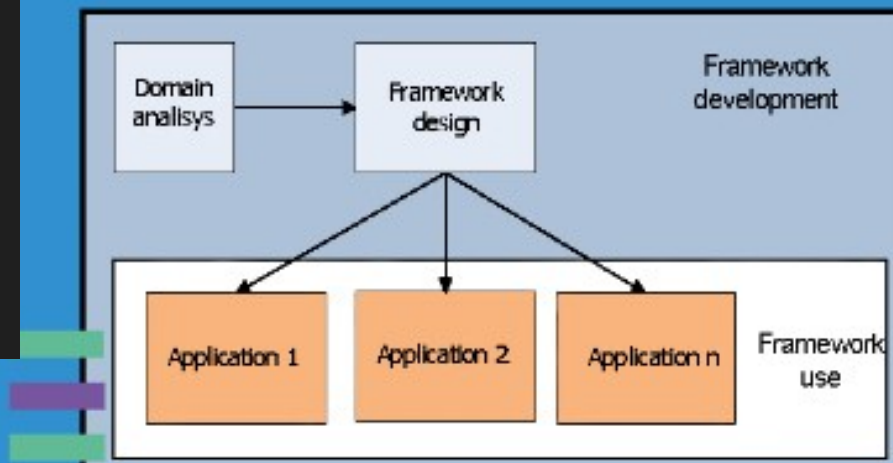 Domain
analisys
Framework
design
Framework
development
Application 1
Application 2
Application n
Framework
use